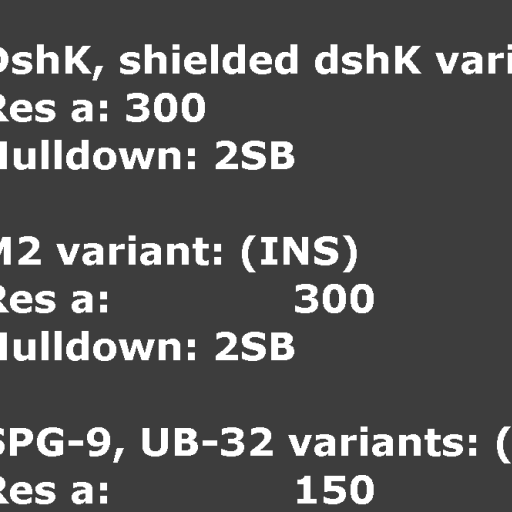 DshK, shielded dshK vari
Res a: 300
Hulldown: 2SB
M2 variant: (INS)
Res a: 300
Hulldown: 2SB
SPG-9, UB-32 variants: (
Res a: 150